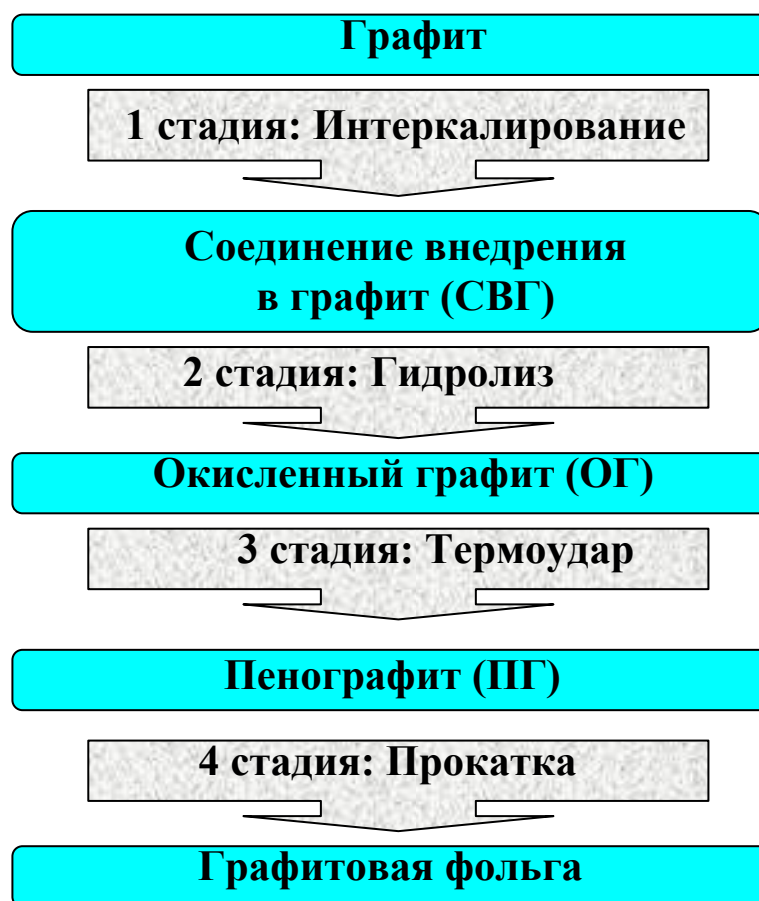 Графит
1 стадия: Интеркалирование
Соединение внедрения
в графит (СВГ)
2 стадия: Гидролиз
Окисленный графит (ОГ)
3 стадия: Термоудар
Пенографит (ПГ)
4 стадия: Прокатка
Графитовая фольга